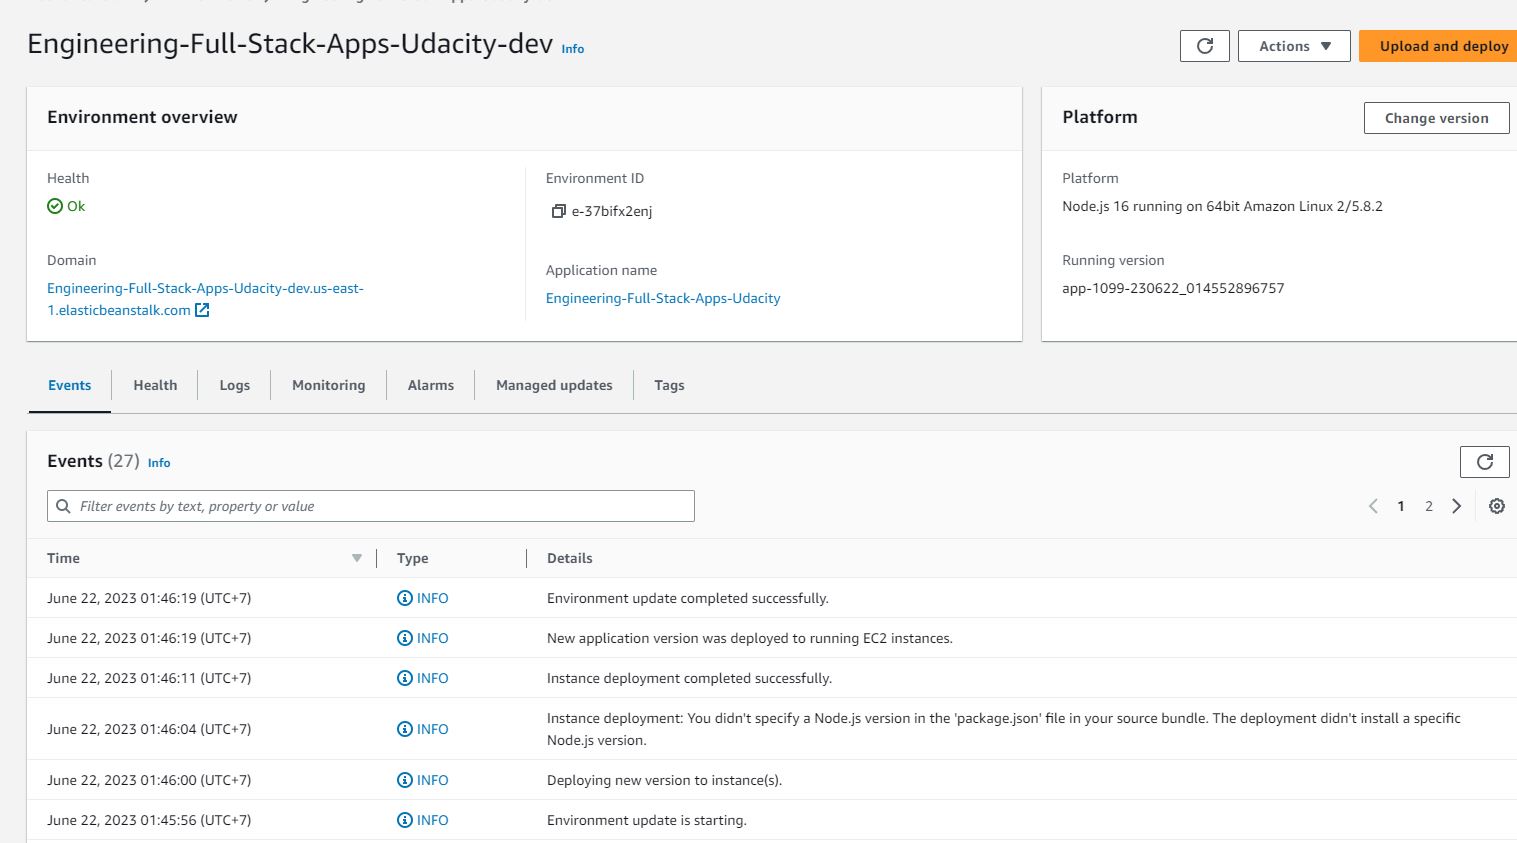 Engineering-Full-Stack-Apps-Udacity-dev Info
Actions
Upload and deploy
Environment overview
Health
Ok
Domain
Engineering-Full-Stack-Apps-Udacity-dev.us-east-
1.elasticbeanstalk.com
Environment ID
e-37bifx2enj
Application name
Engineering-Full-Stack-Apps-Udacity
Platform
Change version
Platform
Node.js 16 running on 64bit Amazon Linux 2/5.8.2
Running version
app-1099-230622_014552896757
Events Health Logs Monitoring Alarms Managed updates Tags
Events (27) Info
Filter events by text, property or value
1 2
Time Type Details
June 22, 2023 01:46:19 (UTC+7) INFO Environment update completed successfully.
June 22, 2023 01:46:19 (UTC+7) INFO New application version was deployed to running EC2 instances.
June 22, 2023 01:46:11 (UTC+7) INFO Instance deployment completed successfully.
June 22, 2023 01:46:04 (UTC+7) INFO Instance deployment: You didn't specify a Node.js version in the 'package.json' file in your source bundle. The deployment didn't install a specific
Node.js version.
June 22, 2023 01:46:00 (UTC+7) INFO Deploying new version to instance(s).
June 22, 2023 01:45:56 (UTC+7) INFO Environment update is starting.